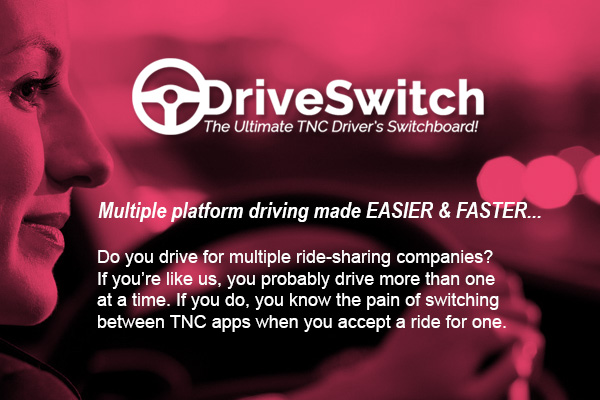 DriveSwitch
The Ultimate TNC Driver's Switchboard!
Multiple platform driving made EASIER & FASTER...
Do you drive for multiple ride-sharing companies?
If you're like us, you probably drive more than one
at a time. If you do, you know the pain of switching
between TNC apps when you accept a ride for one.